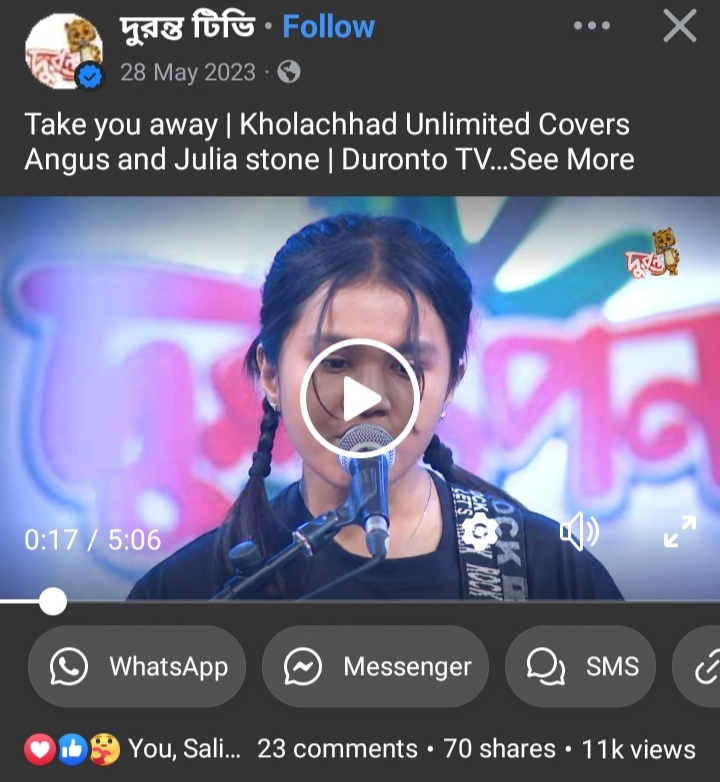 দুরন্ত টিভি · Follow
28 May 2023 ·
Take you away | Kholachhad Unlimited Covers
Angus and Julia stone | Duronto TV...See More
দুরন্ত
0:17 / 5:06
WhatsApp
Messenger
SMS
You, Sali... 23 comments • 70 shares • 11k views